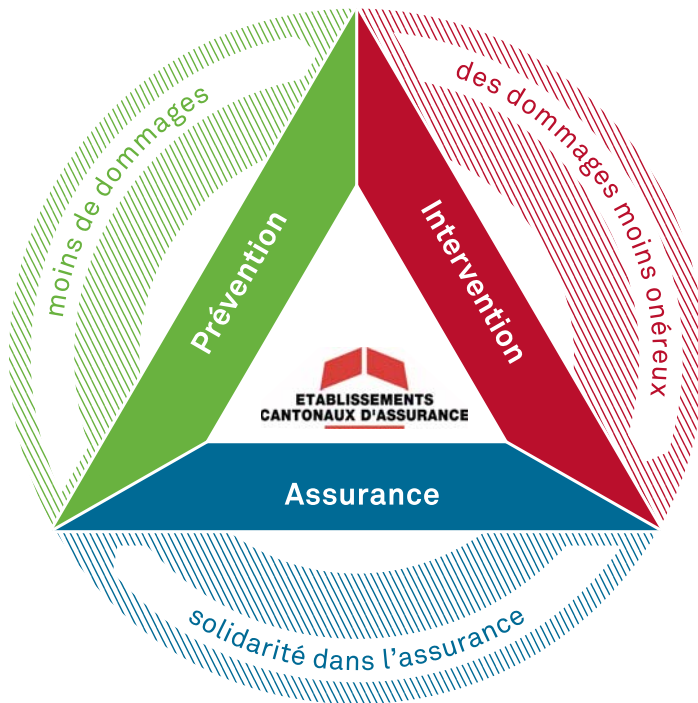 moins de dommages
des dommages moins onéreux
Prévention
Intervention
ETABLISSEMENTS
CANTONAUX D'ASSURANCE
Assurance
solidarité dans l'assurance